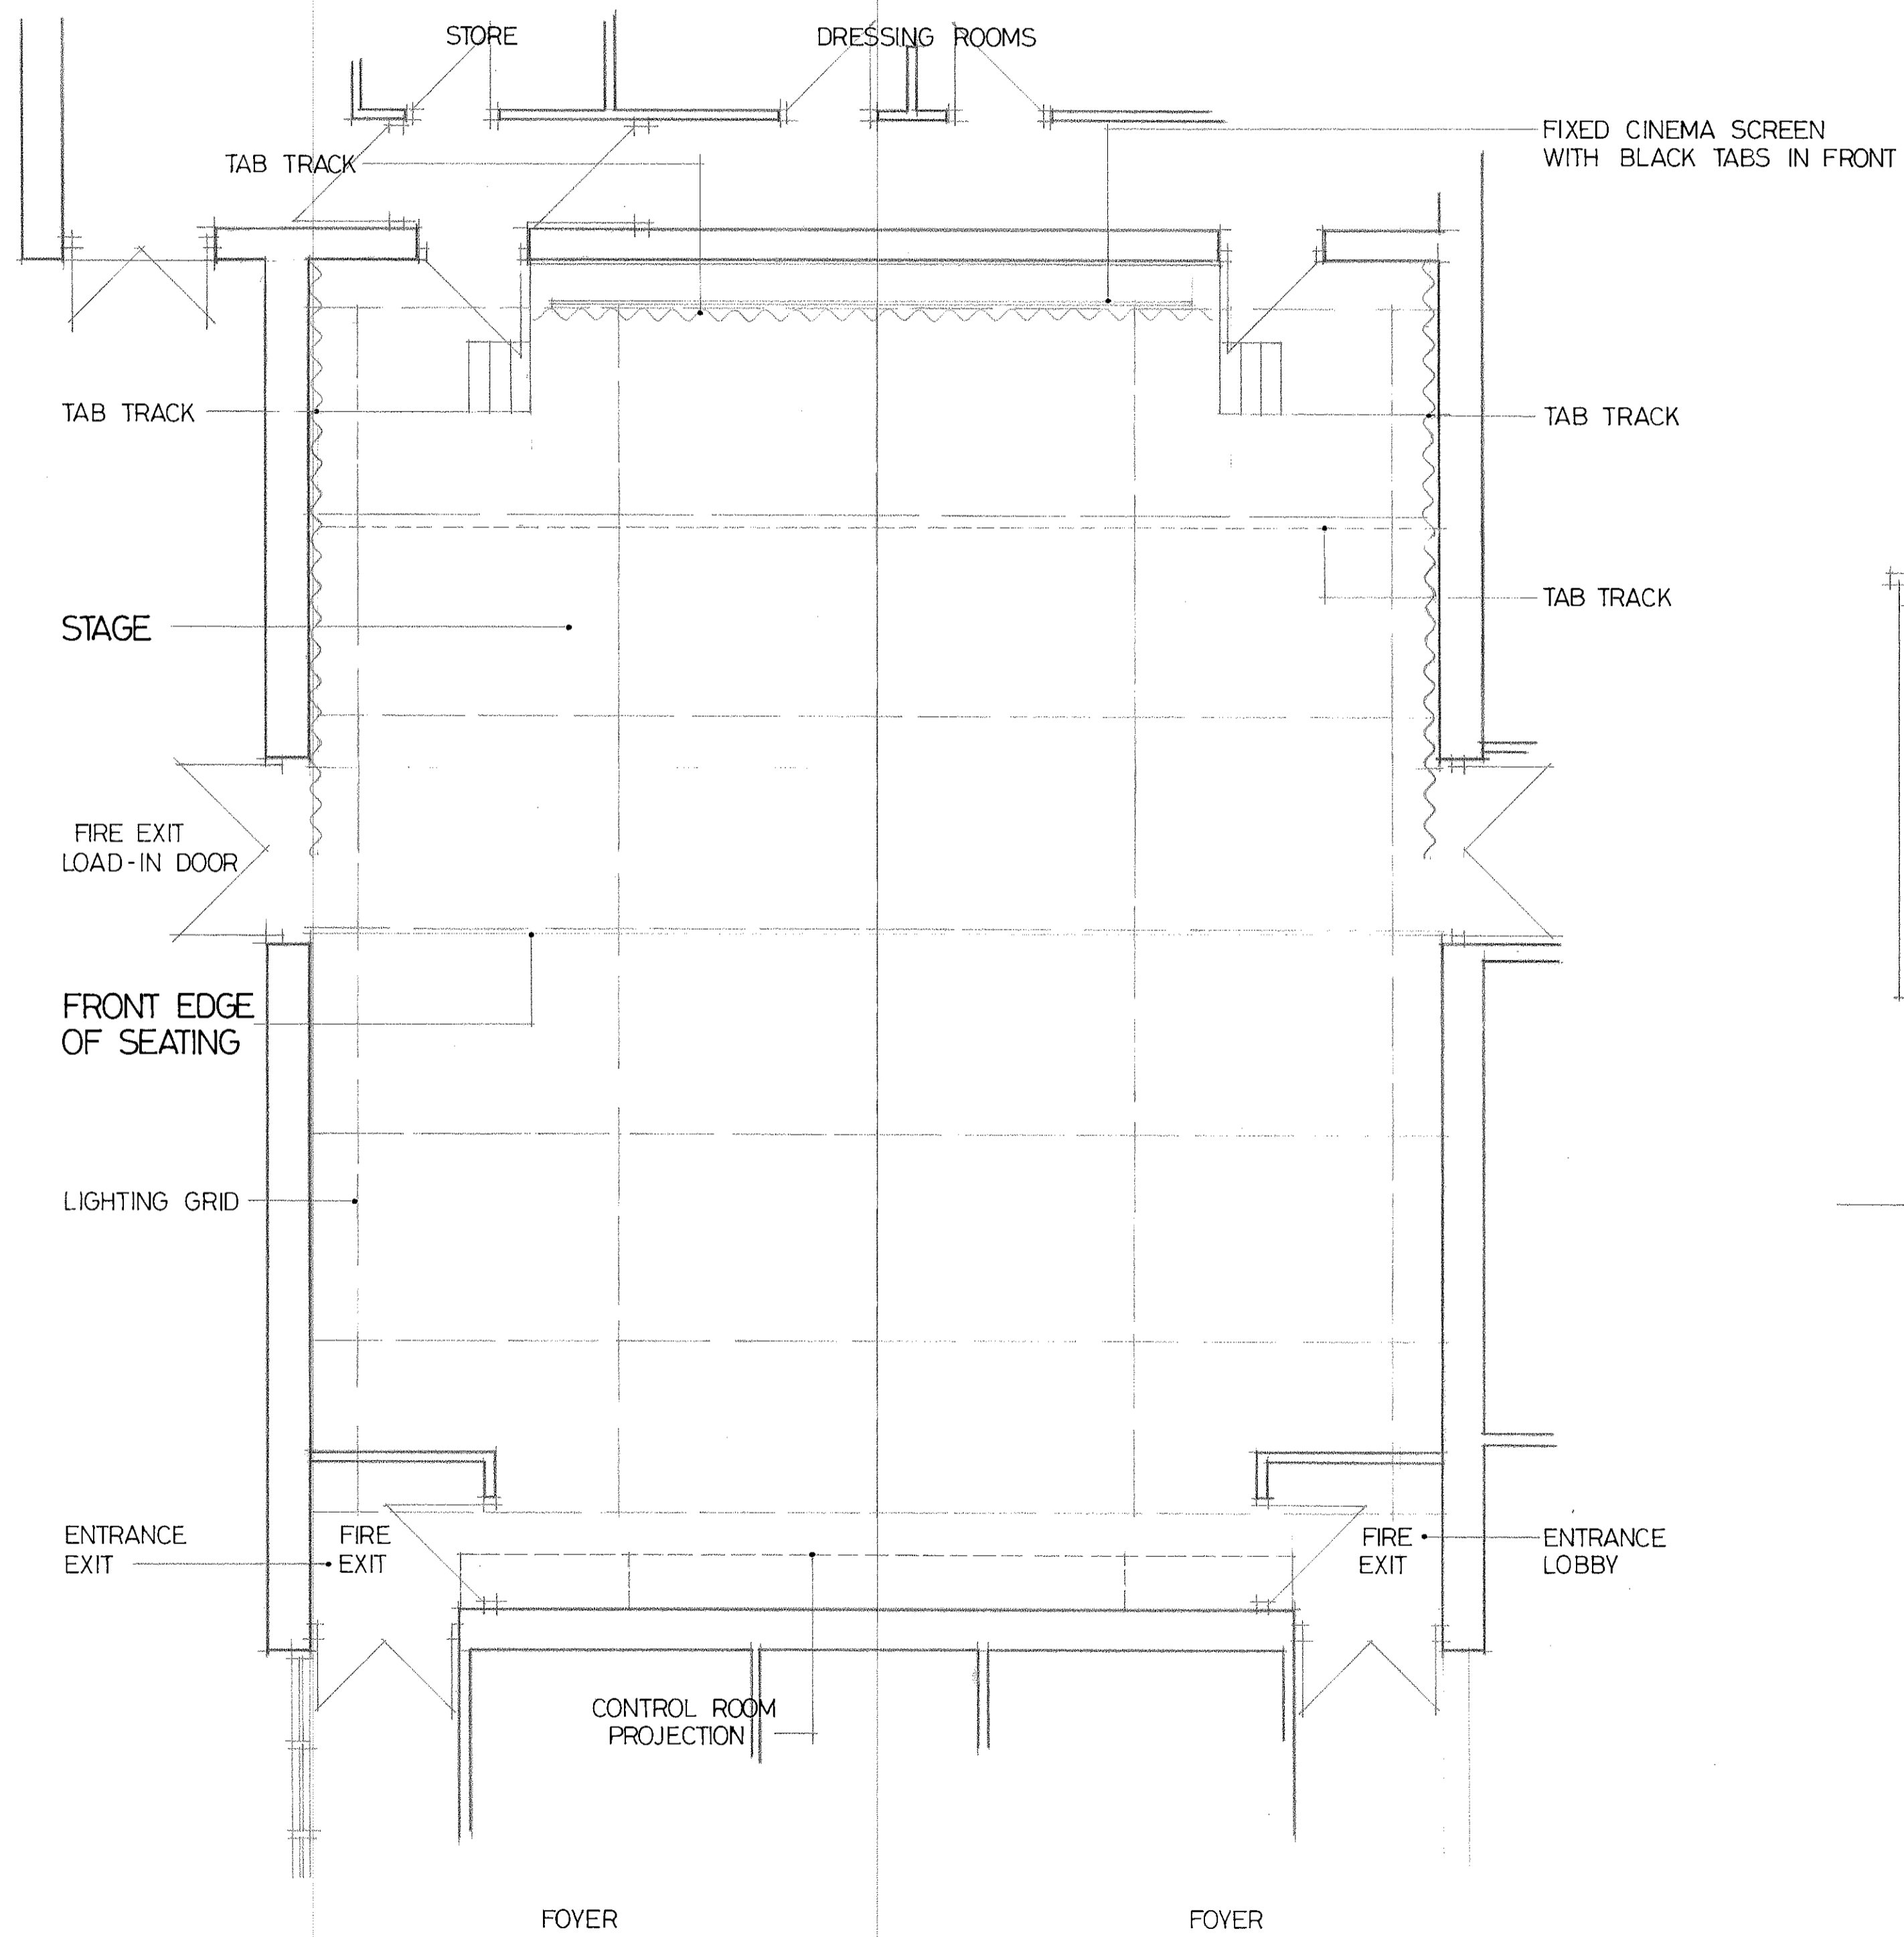 STORE
DRESSING ROOMS
FIXED CINEMA SCREEN
WITH BLACK TABS IN FRONT
TAB TRACK
TAB TRACK
TAB TRACK
TAB TRACK
STAGE
FIRE EXIT
LOAD-IN DOOR
FRONT EDGE
OF SEATING
LIGHTING GRID
ENTRANCE
EXIT
FIRE
EXIT
FIRE
EXIT
ENTRANCE
LOBBY
CONTROL ROOM
PROJECTION
FOYER
FOYER